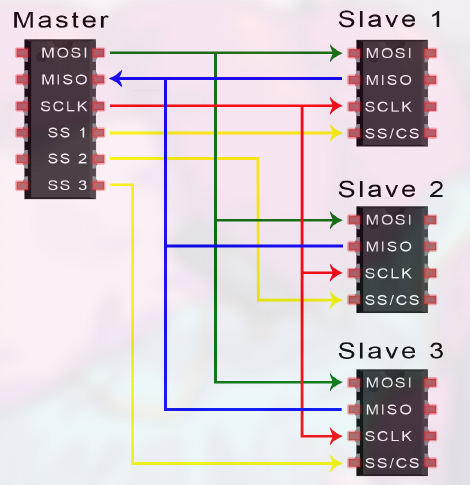 Master
MOSI
MISO
SCLK
SS 1
SS 2
SS 3
Slave 1
MOSI
MISO
SCLK
SS/CS
Slave 2
MOSI
MISO
SCLK
SS/CS
Slave 3
MOSI
MISO
SCLK
SS/CS